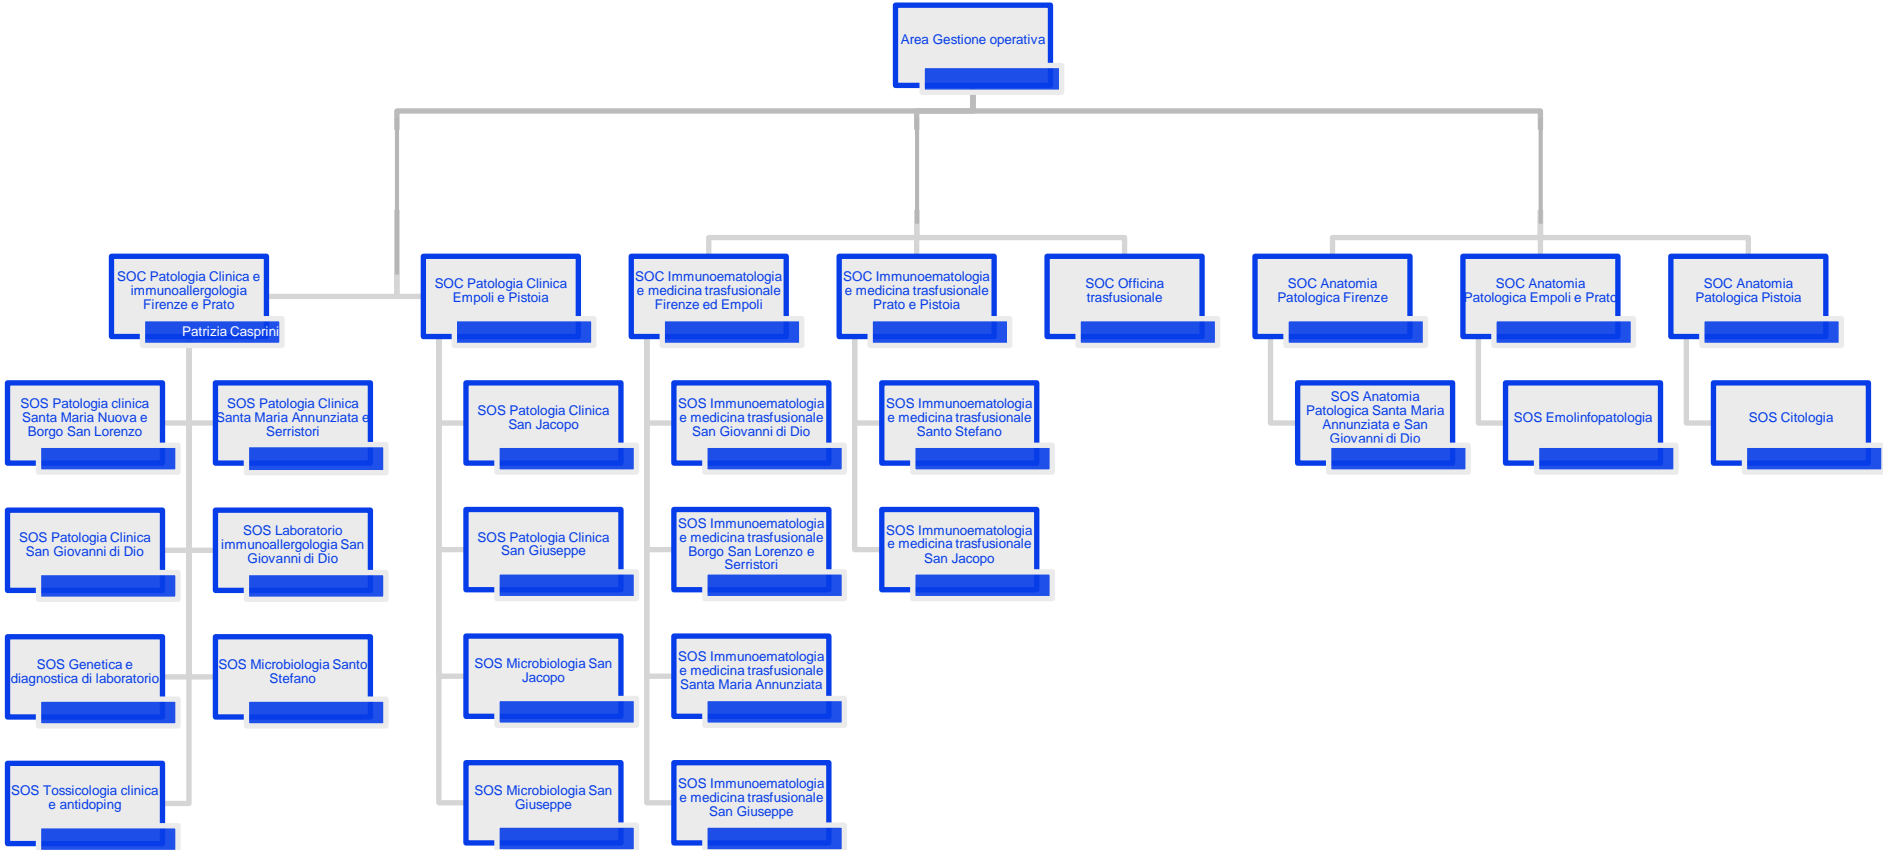 Area Gestione operativa
SOC Patologia Clinica e
immunoallergologia
Firenze e Prato
Patrizia Casprini
SOC Patologia Clinica
Empoli e Pistoia
SOC Immunoematologia
e medicina trasfusionale
Firenze ed Empoli
SOC Immunoematologia
e medicina trasfusionale
Prato e Pistoia
SOC Officina
trasfusionale
SOC Anatomia
Patologica Firenze
SOC Anatomia
Patologica Empoli e Prato
SOC Anatomia
Patologica Pistoia
SOS Patologia clinica
Santa Maria Nuova e
Borgo San Lorenzo
SOS Patologia Clinica
Santa Maria Annunziata e
Serristori
SOS Patologia Clinica
San Jacopo
SOS Immunoematologia
e medicina trasfusionale
San Giovanni di Dio
SOS Immunoematologia
e medicina trasfusionale
Santo Stefano
SOS Anatomia
Patologica Santa Maria
Annunziata e San
Giovanni di Dio
SOS Emolinfopatologia
SOS Citologia
SOS Patologia Clinica
San Giovanni di Dio
SOS Laboratorio
immunoallergologia San
Giovanni di Dio
SOS Patologia Clinica
San Giuseppe
SOS Immunoematologia
e medicina trasfusionale
Borgo San Lorenzo e
Serristori
SOS Immunoematologia
e medicina trasfusionale
San Jacopo
SOS Genetica e
diagnostica di laboratorio
SOS Microbiologia Santo
Stefano
SOS Microbiologia San
Jacopo
SOS Immunoematologia
e medicina trasfusionale
Santa Maria Annunziata
SOS Tossicologia clinica
e antidoping
SOS Microbiologia San
Giuseppe
SOS Immunoematologia
e medicina trasfusionale
San Giuseppe